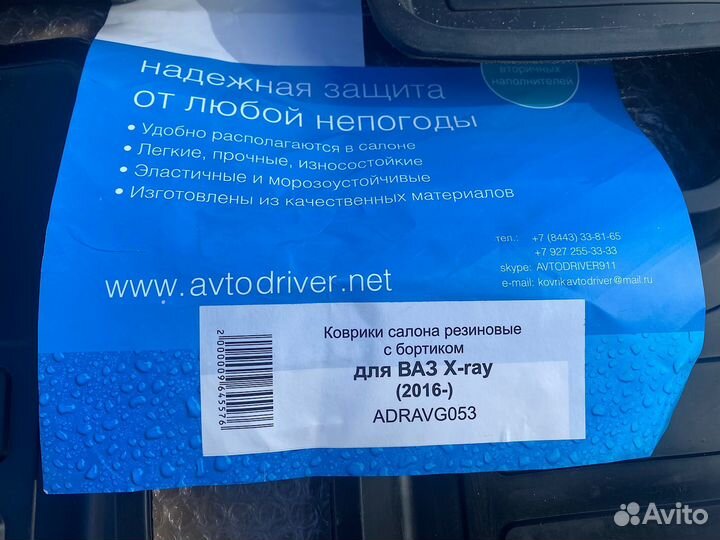 вторичных
наполнителей
надежная защита
от любой непогоды
• Удобно располагаются в салоне
• Легкие, прочные, износостойкие
• Эластичные и морозоустойчивые
• Изготовлены из качественных материалов
тел.: +7 (8443) 33-81-65
+7 927 255-33-33
skype: AVTODRIVER911
e-mail: kovrikavtodriver@mail.ru
www.avtodriver.net
Коврики салона резиновые
с бортиком
для ВАЗ X-ray
(2016-)
ADRAVG053
2000009645576
Avito